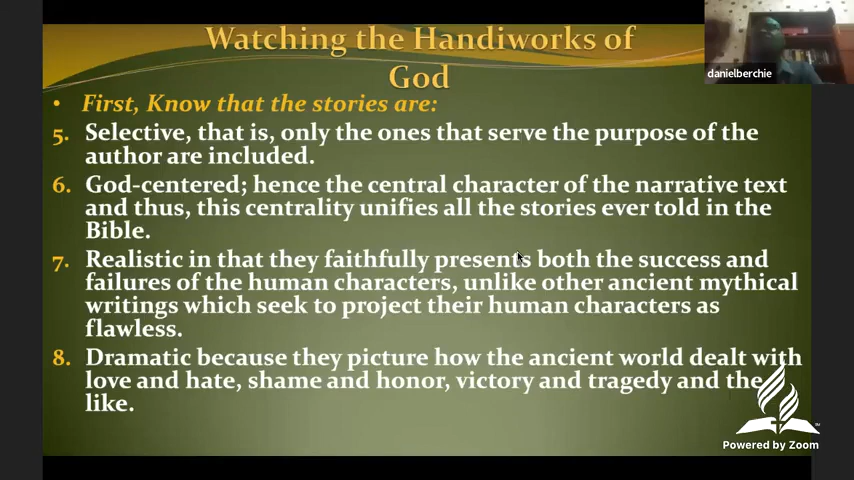 Watching the Handiworks of
God
danielberchie
• First, Know that the stories are:
5. Selective, that is, only the ones that serve the purpose of the
author are included.
6. God-centered; hence the central character of the narrative text
and thus, this centrality unifies all the stories ever told in the
Bible.
7. Realistic in that they faithfully presents both the success and
failures of the human characters, unlike other ancient mythical
writings which seek to project their human characters as
flawless.
8. Dramatic because they picture how the ancient world dealt with
love and hate, shame and honor, victory and tragedy and the
like.
Powered by Zoom